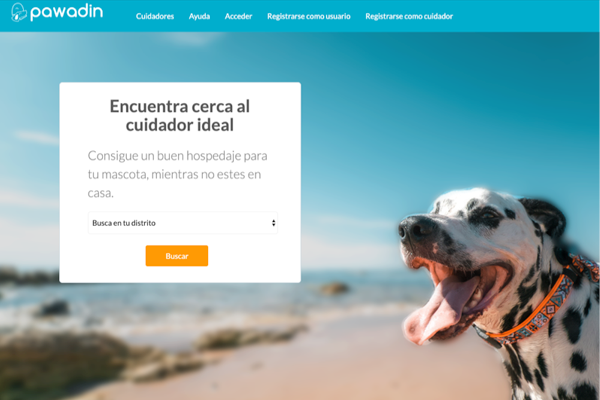 pawadin
Cuidadores Ayuda Acceder Registrarse como usuario Registrarse como cuidador
Encuentra cerca al
cuidador ideal
Consigue un buen hospedaje para
tu mascota, mientras no estes en
casa.
Busca en tu distrito
Buscar